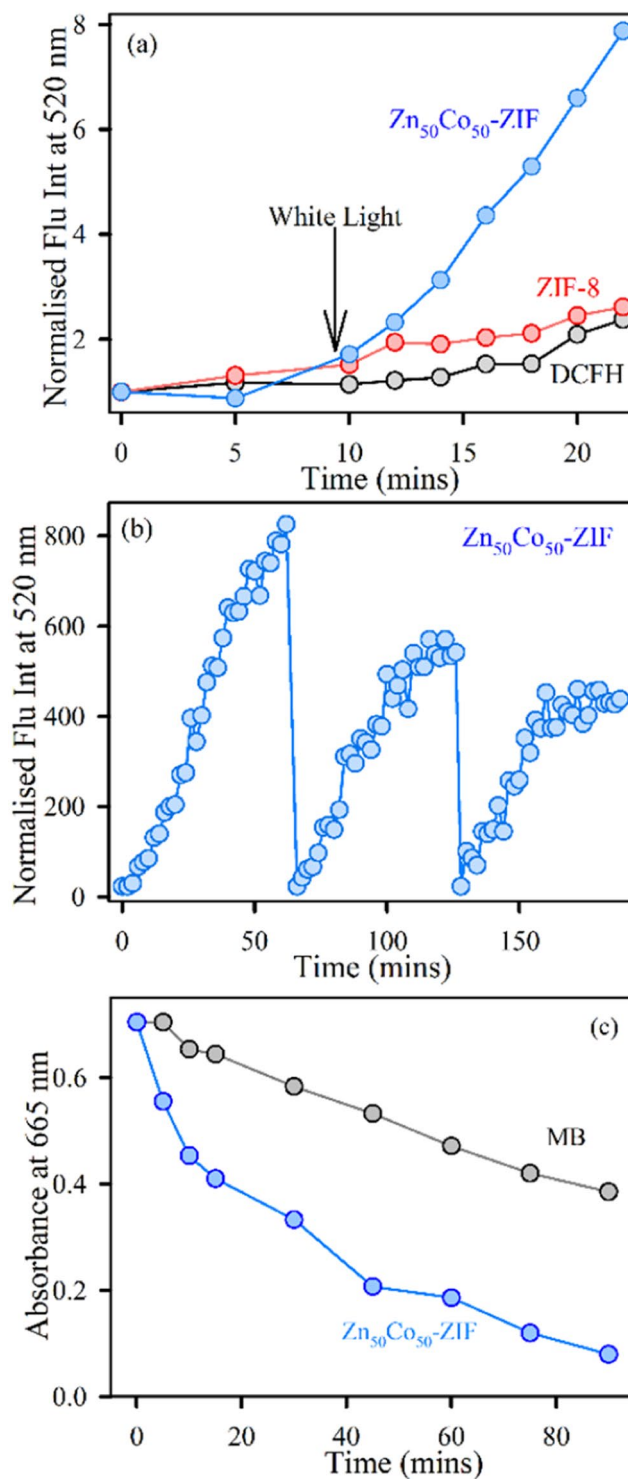 (a)
Normalised Flu Int at 520 nm
8
6
4
2
Zn₅₀Co₅₀-ZIF
White Light
ZIF-8
DCFH
0 5 10 15 20
Time (mins)
(b)
Zn₅₀Co₅₀-ZIF
Normalised Flu Int at 520 nm
800
600
400
200
0
0 50 100 150
Time (mins)
(c)
Absorbance at 665 nm
0.6
0.4
0.2
0.0
MB
Zn₅₀Co₅₀-ZIF
0 20 40 60 80
Time (mins)